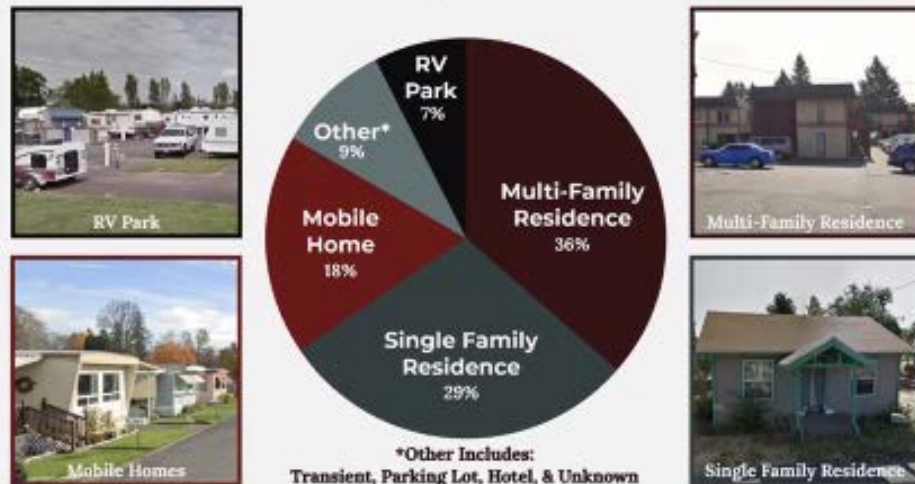 RV
Park
7%
Other*
9%
Multi-Family
Residence
36%
Mobile
Home
18%
Single Family
Residence
29%
RV Park
Multi-Family Residence
Mobile Homes
Single Family Residence
*Other Includes:
Transient, Parking Lot, Hotel, & Unknown